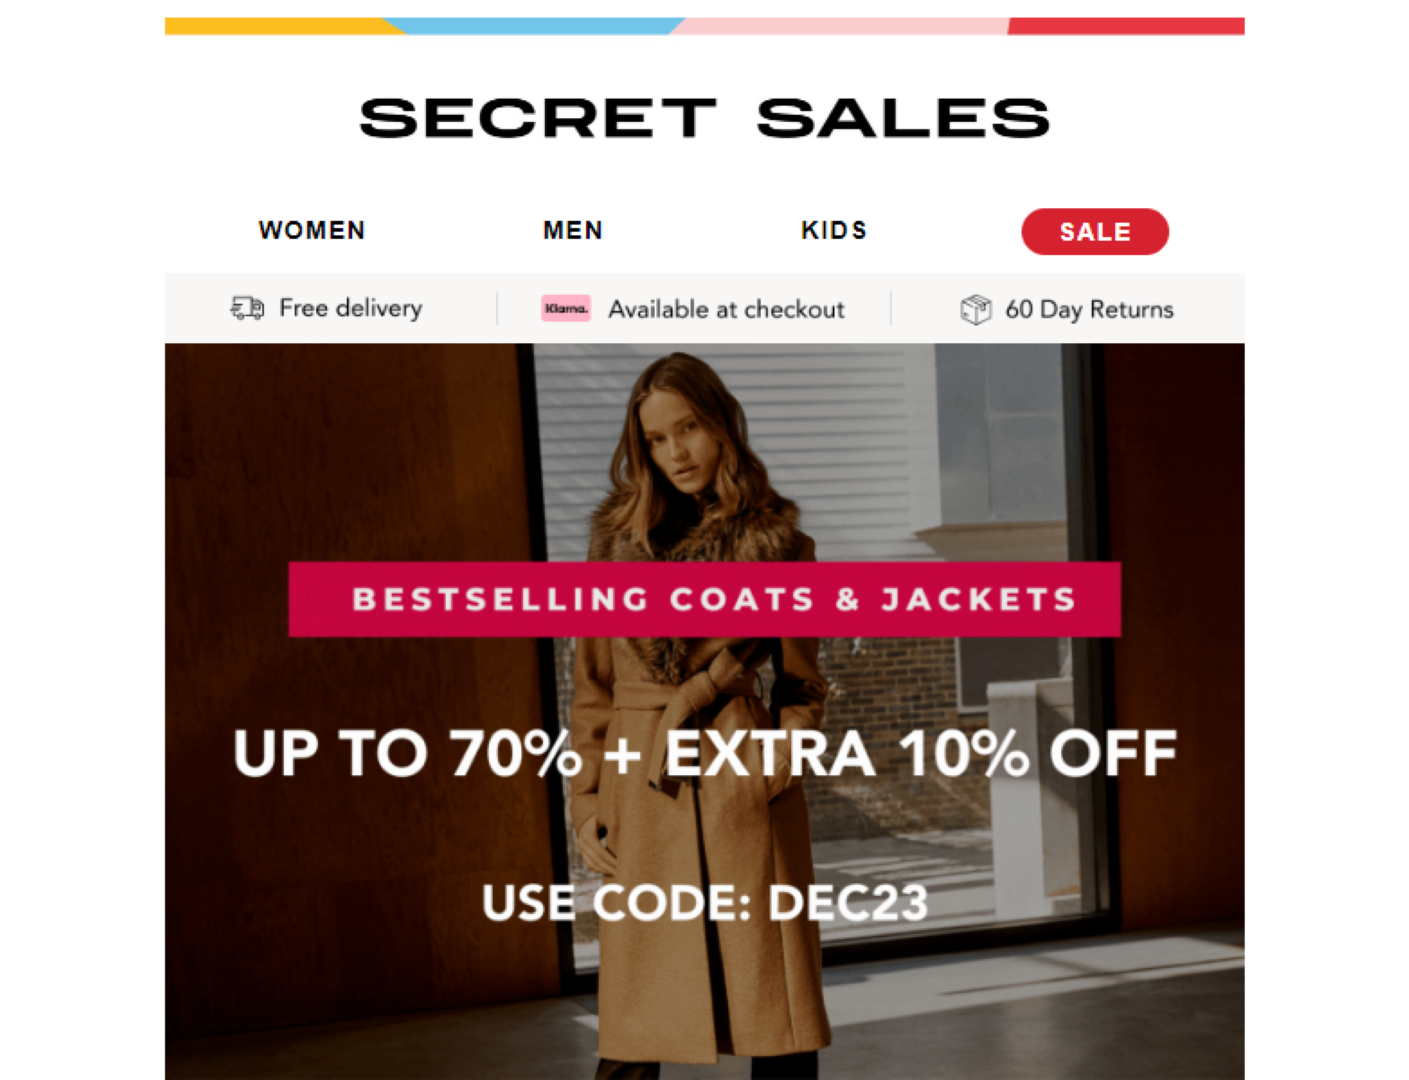 SECRET SALES
WOMEN MEN KIDS SALE
Free delivery Klarna. Available at checkout 60 Day Returns
BESTSELLING COATS & JACKETS
UP TO 70% + EXTRA 10% OFF
USE CODE: DEC23